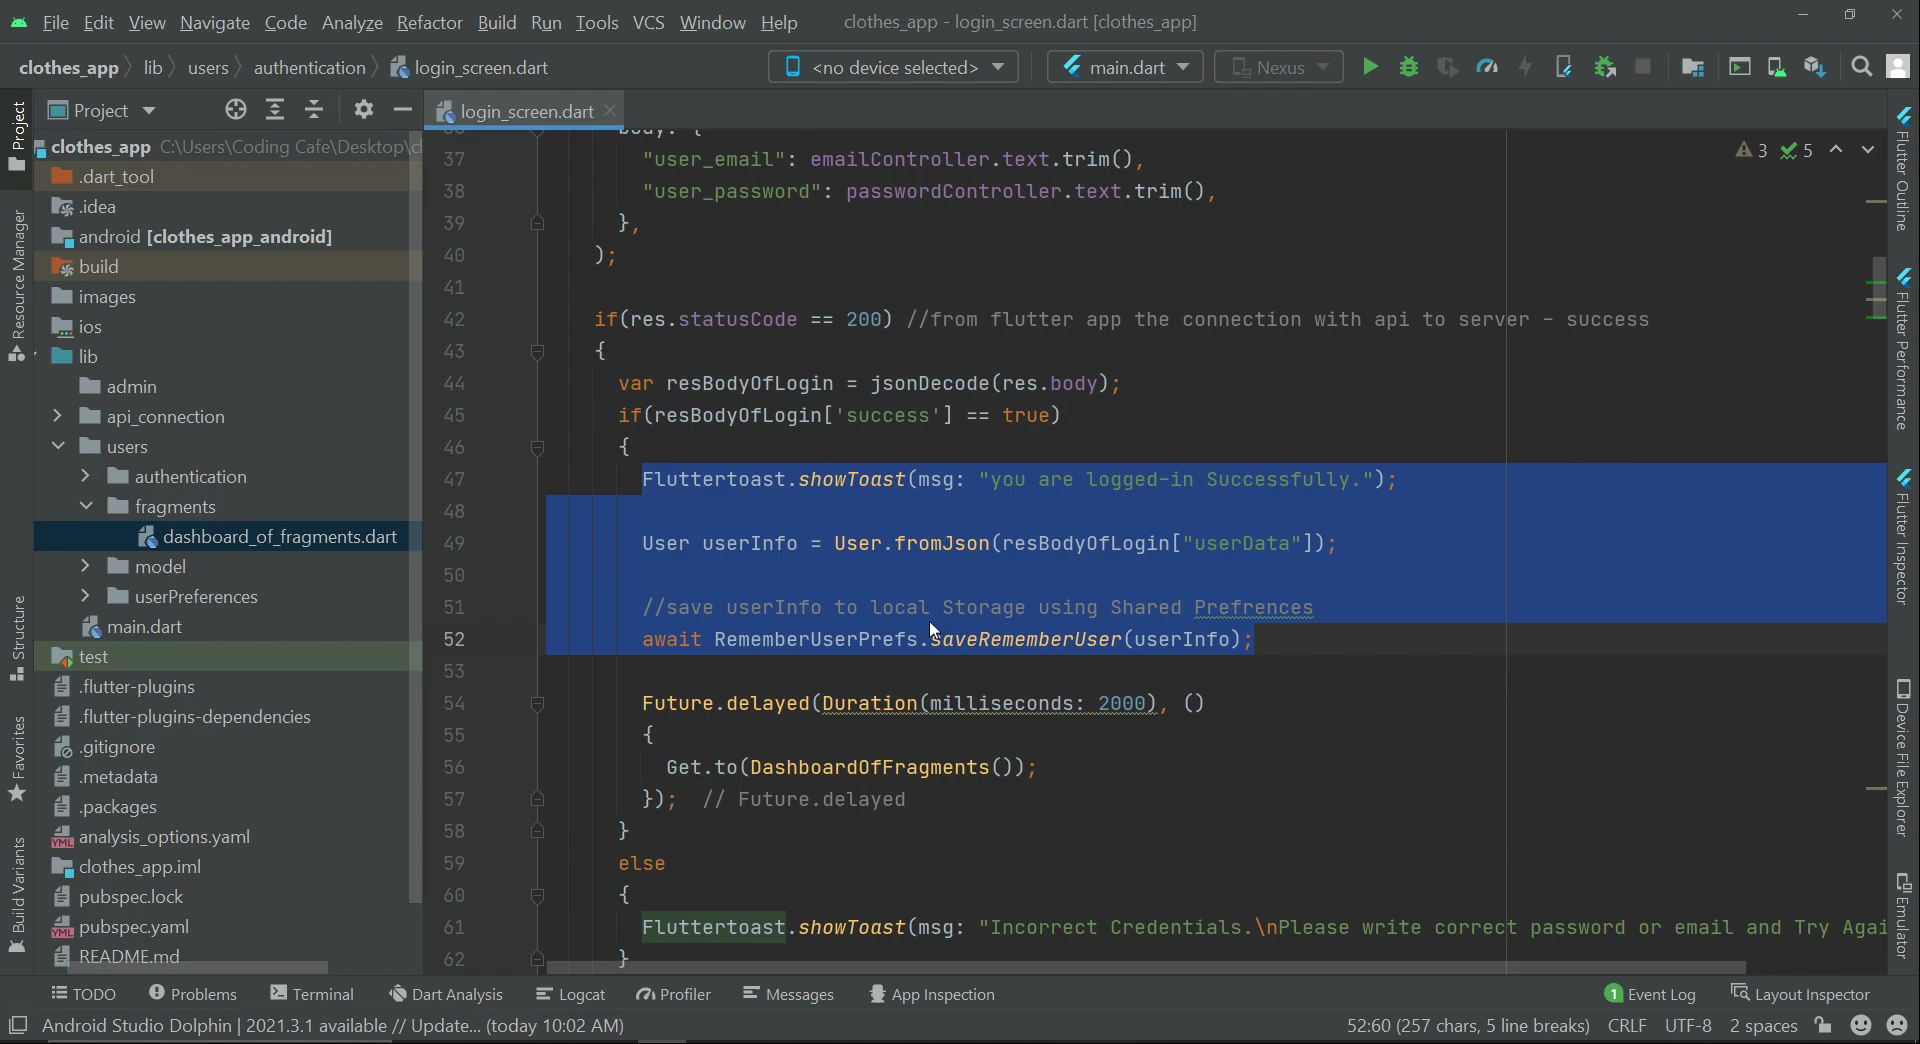 File Edit View Navigate Code Analyze Refactor Build Run Tools VCS Window Help clothes_app - login_screen.dart [clothes_app]
clothes_app lib users authentication login_screen.dart <no device selected> main.dart Nexus
Project login_screen.dart
clothes_app C:\Users\Coding Cafe\Desktop\cl
.dart_tool
.idea
android [clothes_app_android]
build
images
ios
lib
admin
api_connection
users
authentication
fragments
dashboard_of_fragments.dart
model
userPreferences
main.dart
test
.flutter-plugins
.flutter-plugins-dependencies
.gitignore
.metadata
.packages
analysis_options.yaml
clothes_app.iml
pubspec.lock
pubspec.yaml
README.md
Project
Resource Manager
Structure
Favorites
Build Variants
3 5
37 "user_email": emailController.text.trim(),
38 "user_password": passwordController.text.trim(),
39 },
40 );
41
42 if(res.statusCode == 200) //from flutter app the connection with api to server - success
43 {
44 var resBodyOfLogin = jsonDecode(res.body);
45 if(resBodyOfLogin['success'] == true)
46 {
47 Fluttertoast.showToast(msg: "you are logged-in Successfully.");
48
49 User userInfo = User.fromJson(resBodyOfLogin["userData"]);
50
51 //save userInfo to local Storage using Shared Prefrences
52 await RememberUserPrefs.saveRememberUser(userInfo);
53
54 Future.delayed(Duration(milliseconds: 2000), ()
55 {
56 Get.to(DashboardOfFragments());
57 }); // Future.delayed
58 }
59 else
60 {
61 Fluttertoast.showToast(msg: "Incorrect Credentials.\nPlease write correct password or email and Try Agai
62 }
Flutter Outline
Flutter Performance
Flutter Inspector
Device File Explorer
Emulator
TODO Problems Terminal Dart Analysis Logcat Profiler Messages App Inspection 1 Event Log Layout Inspector
Android Studio Dolphin | 2021.3.1 available // Update... (today 10:02 AM) 52:60 (257 chars, 5 line breaks) CRLF UTF-8 2 spaces